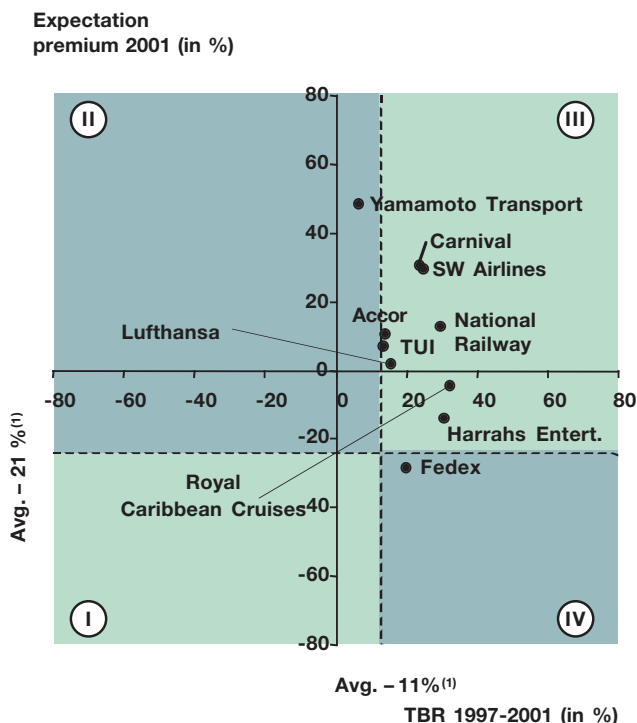 Expectation
premium 2001 (in %)
80
II
III
60
Yamamoto Transport
40
Carnival
SW Airlines
20
Accor
National
Railway
Lufthansa
TUI
0
-80 -60 -40 -20 0 20 40 60 80
-20
Harrahs Entert.
Avg. – 21 %(1)
Fedex
Royal
Caribbean Cruises
-40
-60
I
IV
-80
Avg. – 11%(1)
TBR 1997-2001 (in %)